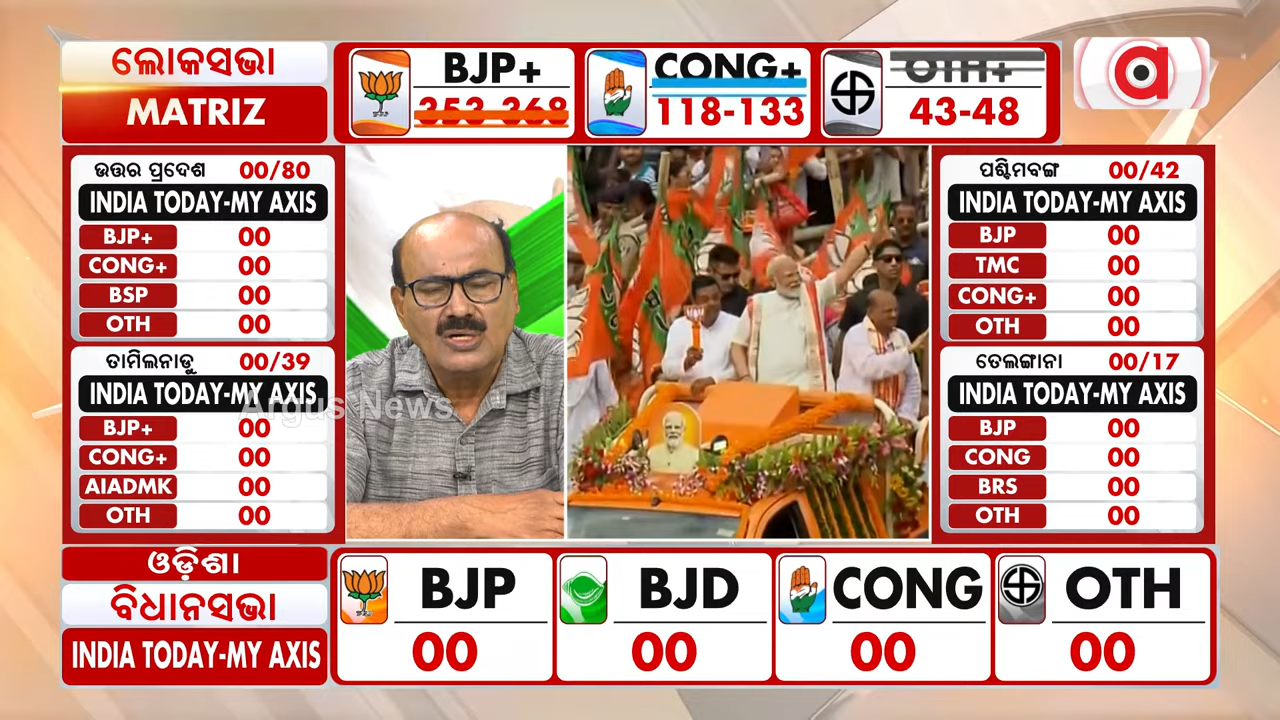 ଲୋକସଭା
MATRIZ
BJP+
353-368
CONG+
118-133
OTH+
43-48
a
ଉତ୍ତର ପ୍ରଦେଶ 00/80
INDIA TODAY-MY AXIS
BJP+ 00
CONG+ 00
BSP 00
OTH 00
ତାମିଲନାଡୁ 00/39
INDIA TODAY-MY AXIS
BJP+ 00
CONG+ 00
AIADMK 00
OTH 00
Argus News
ପଶ୍ଚିମବଙ୍ଗ 00/42
INDIA TODAY-MY AXIS
BJP 00
TMC 00
CONG+ 00
OTH 00
ତେଲଙ୍ଗାନା 00/17
INDIA TODAY-MY AXIS
BJP 00
CONG 00
BRS 00
OTH 00
ଓଡ଼ିଶା
ବିଧାନସଭା
INDIA TODAY-MY AXIS
BJP
00
BJD
00
CONG
00
OTH
00